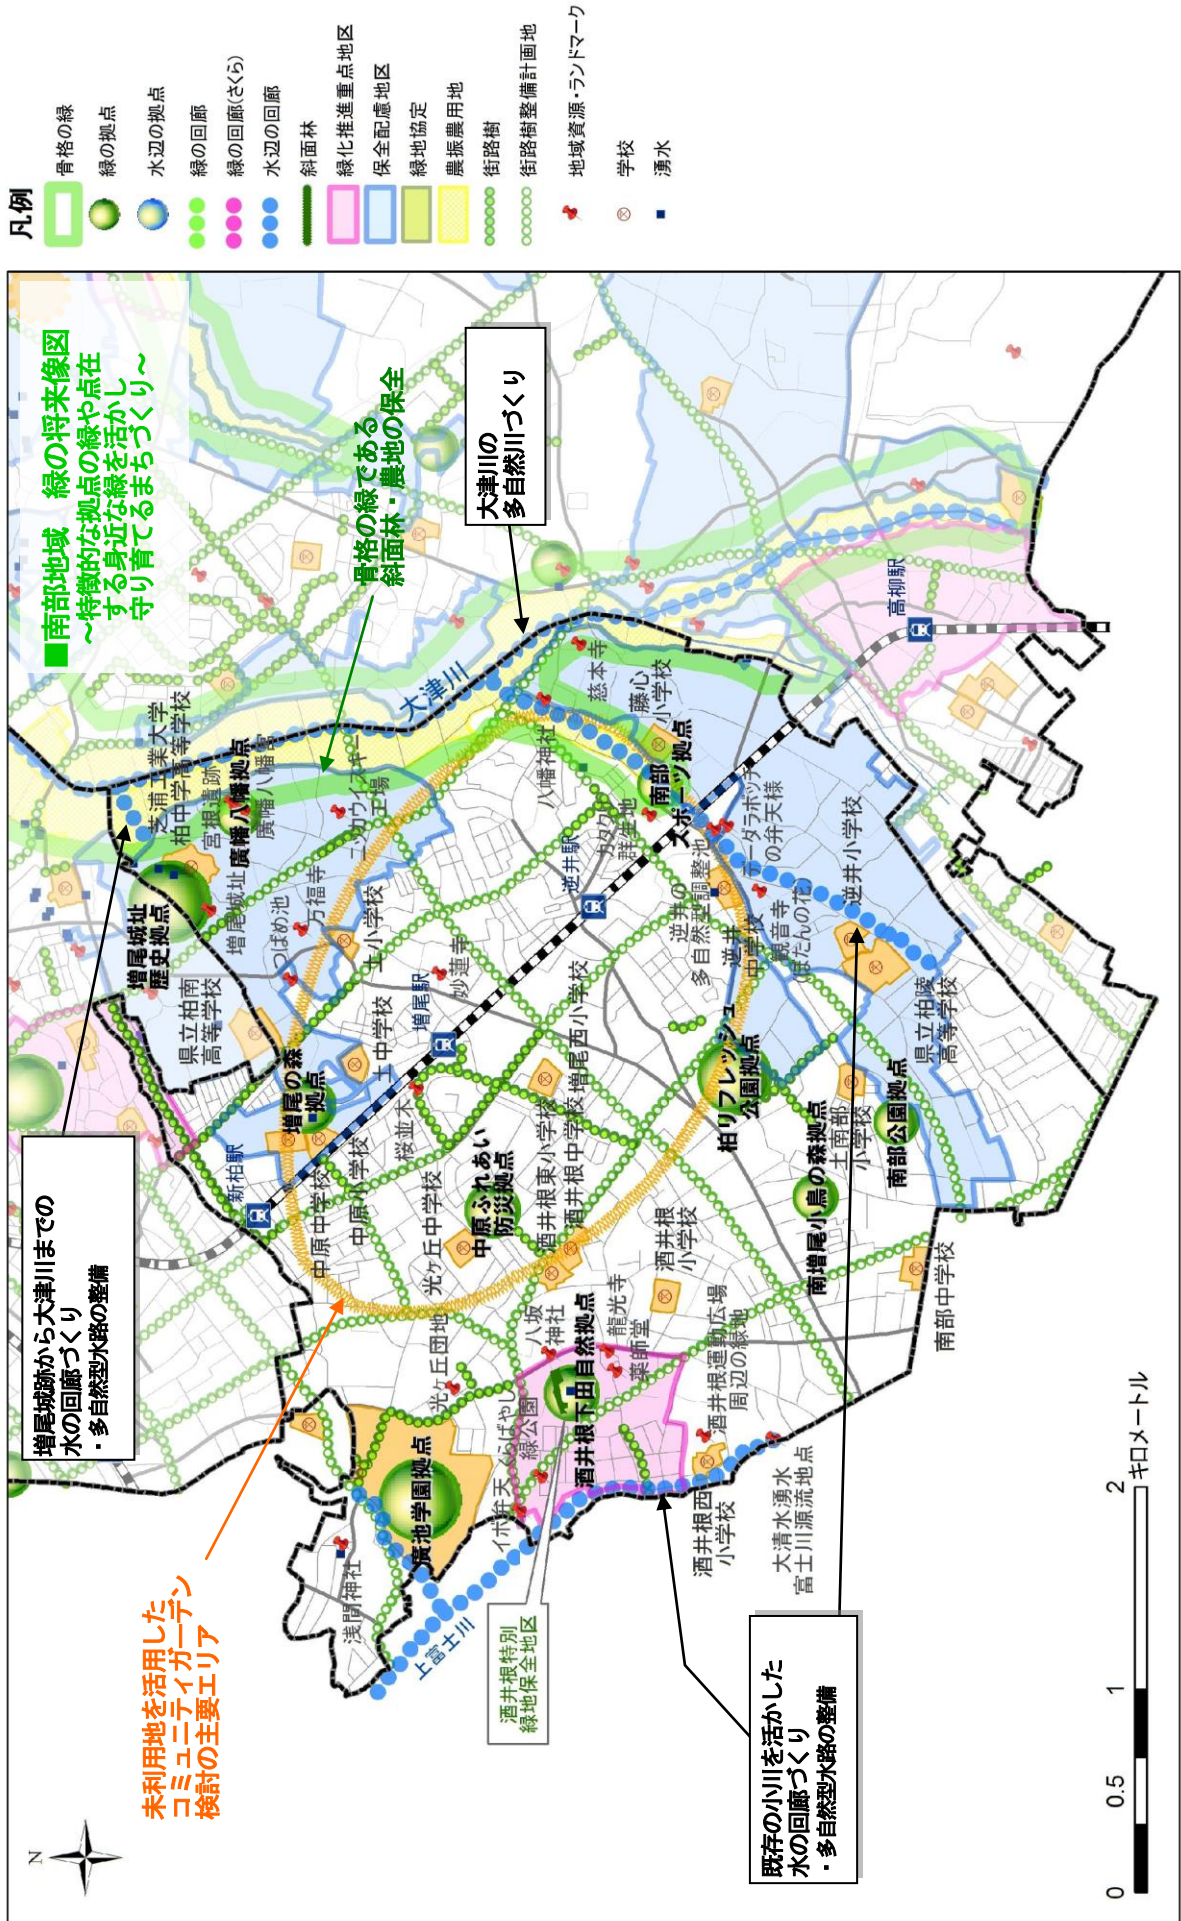 ■南部地域　緑の将来像図
～特徴的な拠点の緑や点在
する身近な緑を活かし
守り育てるまちづくり～
凡例
骨格の緑
緑の拠点
水辺の拠点
緑の回廊
緑の回廊(さくら)
水辺の回廊
斜面林
緑化推進重点地区
保全配慮地区
緑地協定
農振農用地
街路樹
街路樹整備計画地
地域資源・ランドマーク
学校
湧水
N
未利用地を活用した
コミュニティガーデン
検討の主要エリア
増尾城跡から大津川までの
水の回廊づくり
・多自然型水路の整備
骨格の緑である
斜面林・農地の保全
大津川の
多自然川づくり
既存の小川を活かした
水の回廊づくり
・多自然型水路の整備
酒井根特別
緑地保全地区
浅間神社
上富士川
廣池学園拠点
新柏駅
中原中学校
中原小学校
増尾の森
拠点
県立柏南
高等学校
増尾城址
歴史拠点
増尾城址
芝浦工業大学
柏中学高等学校
宮根遺跡
廣幡八幡拠点
廣幡八幡宮
つばめ池
万福寺
ニッカウヰスキー
工場
大津川
土小学校
土中学校
増尾駅
妙蓮寺
桜並木
光ヶ丘中学校
光ヶ丘団地
中原ふれあい
防災拠点
イボ弁天
くらばやし
緑公園
八坂
神社
酒井根東小学校
酒井根中学校
増尾西小学校
逆井駅
八幡神社
カタクリ
群生地
慈本寺
藤心
小学校
南部
スポーツ拠点
酒井根下田自然拠点
龍光寺
薬師堂
酒井根
小学校
柏リフレッシュ
公園拠点
逆井の
多自然型調整池
逆井
中学校
データラボッチ
の弁天様
観音寺
(ぼたんの花)
逆井小学校
酒井根西
小学校
酒井根運動広場
周辺の緑地
大清水湧水
富士川源流地点
南増尾小鳥の森拠点
土南部
小学校
南部公園拠点
県立柏陵
高等学校
南部中学校
高柳駅
0
0.5
1
2
キロメートル